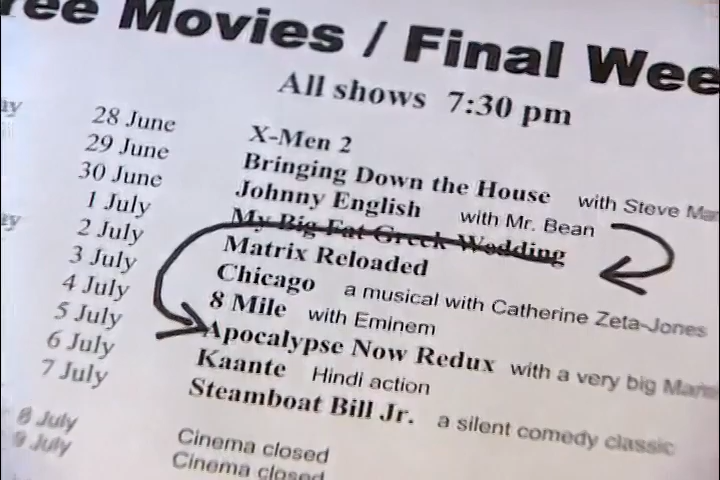 ree Movies / Final Wee
All shows 7:30 pm
28 June X-Men 2
29 June Bringing Down the House with Steve Mar
30 June Johnny English with Mr. Bean
1 July My Big Fat Greek Wedding
2 July Matrix Reloaded
3 July Chicago a musical with Catherine Zeta-Jones
4 July 8 Mile with Eminem
5 July Apocalypse Now Redux with a very big Marl
6 July Kaante Hindi action
7 July Steamboat Bill Jr. a silent comedy classic
8 July Cinema closed
9 July Cinema closed